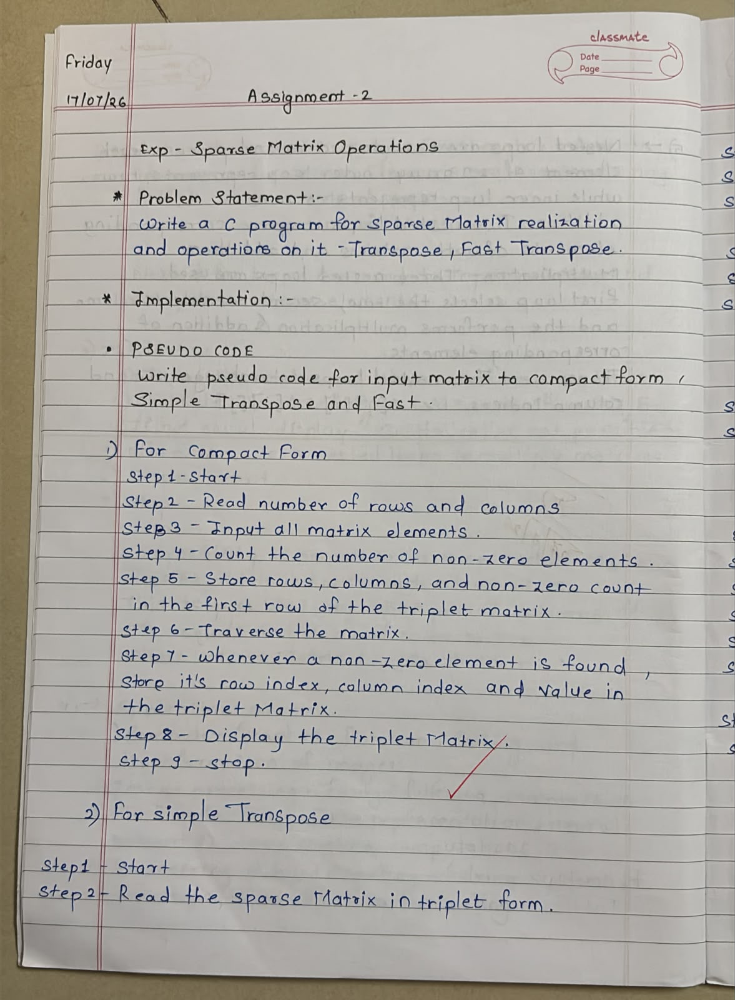 classmate
Date
Page
Friday
17/07/26
Assignment - 2
Exp - Sparse Matrix Operations
* Problem Statement:-
Write a C program for sparse Matrix realization
and operations on it - Transpose, Fast Transpose.
* Implementation :-
• PSEUDO CODE
Write pseudo code for input matrix to compact form,
Simple Transpose and Fast.
1) For Compact Form
Step 1 - Start
Step 2 - Read number of rows and columns
Step 3 - Input all matrix elements.
Step 4 - Count the number of non-zero elements.
Step 5 - Store rows, columns, and non-zero count
in the first row of the triplet matrix.
Step 6 - Traverse the matrix.
Step 7 - Whenever a non-zero element is found,
store it's row index, column index and value in
the triplet Matrix.
Step 8 - Display the triplet Matrix.
Step 9 - stop.
2) For simple Transpose
Step 1 - Start
Step 2 - Read the sparse Matrix in triplet form.